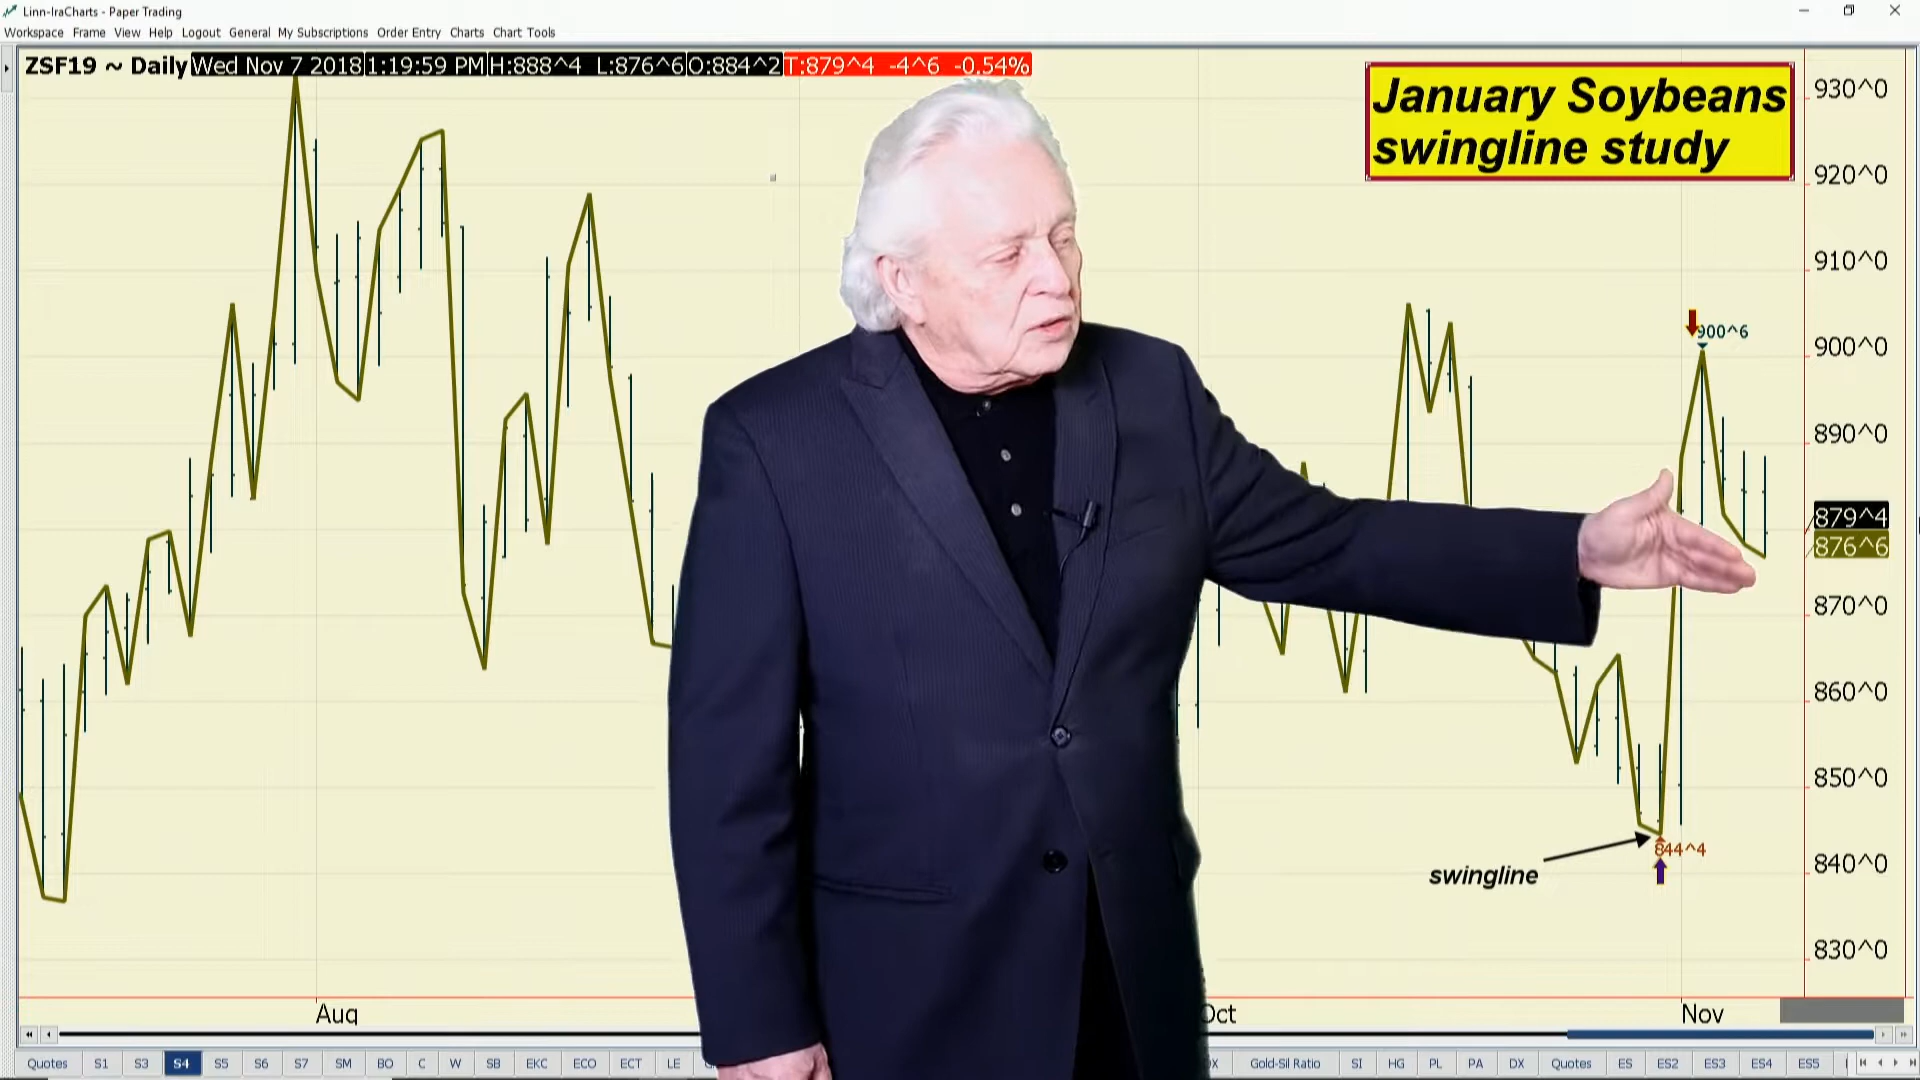 Linn-IraCharts - Paper Trading
Workspace Frame View Help Logout General My Subscriptions Order Entry Charts Chart Tools
ZSF19 ~ Daily Wed Nov 7 2018 1:19:59 PM H:888^4 L:876^6 O:884^2 T:879^4 -4^6 -0.54%
January Soybeans
swingline study
930^0
920^0
910^0
900^6
900^0
890^0
879^4
876^6
870^0
860^0
850^0
844^4
840^0
swingline
830^0
Aug Oct Nov
Quotes S1 S3 S4 S5 S6 S7 SM BO C W SB EKC ECO ECT LE Gold-Sil Ratio SI HG PL PA DX Quotes ES ES2 ES3 ES4 ES5